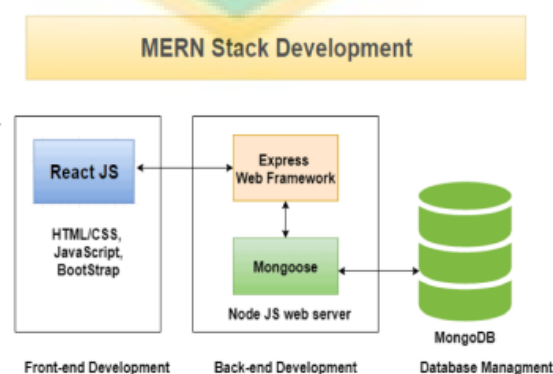 MERN Stack Development
React JS
HTML/CSS,
JavaScript,
BootStrap
Front-end Development
Express
Web Framework
Mongoose
Node JS web server
Back-end Development
MongoDB
Database Managment